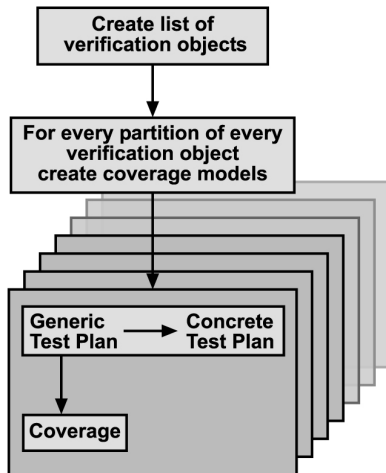 Create list of
verification objects
For every partition of every
verification object
create coverage models
Generic
Test Plan
Concrete
Test Plan
Coverage